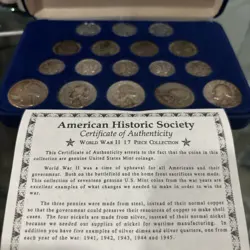 American Historic Society
Certificate of Authenticity
World War II 17 Piece Collection
This Certificate of Authenticity attests to the fact that the coins in this
collection are genuine United States Mint coinage.
World War II was a time of upheaval for all Americans and their
government. Both on the battlefield and the home front sacrifices were made.
This collection of seventeen genuine U.S. Mint coins from the war years are
excellent examples of what changes we needed to make in order to win the
war.
The three pennies were made from steel, instead of their normal copper
so that the government could preserve their resources of copper to make shell
cases. The four nickels are made from silver, instead of their normal nickel
because we needed our supplies of nickel for wartime manufacturing. In
addition you have five examples of silver dimes and silver quarters, one from
each year of the war: 1941, 1942, 1943, 1944 and 1945.